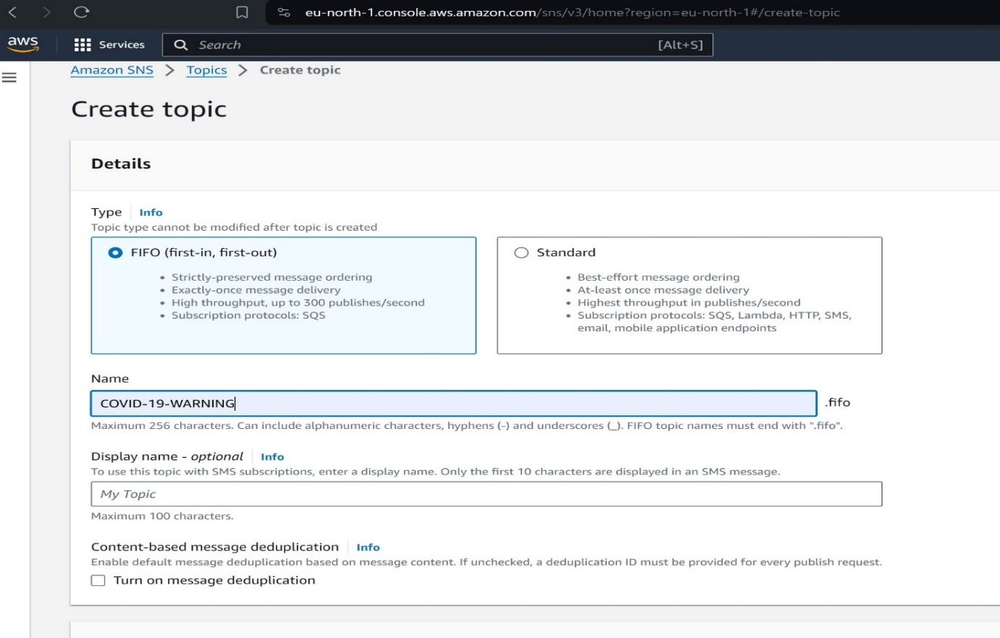 eu-north-1.console.aws.amazon.com/sns/v3/home?region=eu-north-1#/create-topic
aws Services Search [Alt+S]
Amazon SNS > Topics > Create topic
Create topic
Details
Type Info
Topic type cannot be modified after topic is created
FIFO (first-in, first-out)
• Strictly-preserved message ordering
• Exactly-once message delivery
• High throughput, up to 300 publishes/second
• Subscription protocols: SQS
Standard
• Best-effort message ordering
• At-least once message delivery
• Highest throughput in publishes/second
• Subscription protocols: SQS, Lambda, HTTP, SMS,
email, mobile application endpoints
Name
COVID-19-WARNING .fifo
Maximum 256 characters. Can include alphanumeric characters, hyphens (-) and underscores (_). FIFO topic names must end with ".fifo".
Display name - optional Info
To use this topic with SMS subscriptions, enter a display name. Only the first 10 characters are displayed in an SMS message.
My Topic
Maximum 100 characters.
Content-based message deduplication Info
Enable default message deduplication based on message content. If unchecked, a deduplication ID must be provided for every publish request.
Turn on message deduplication